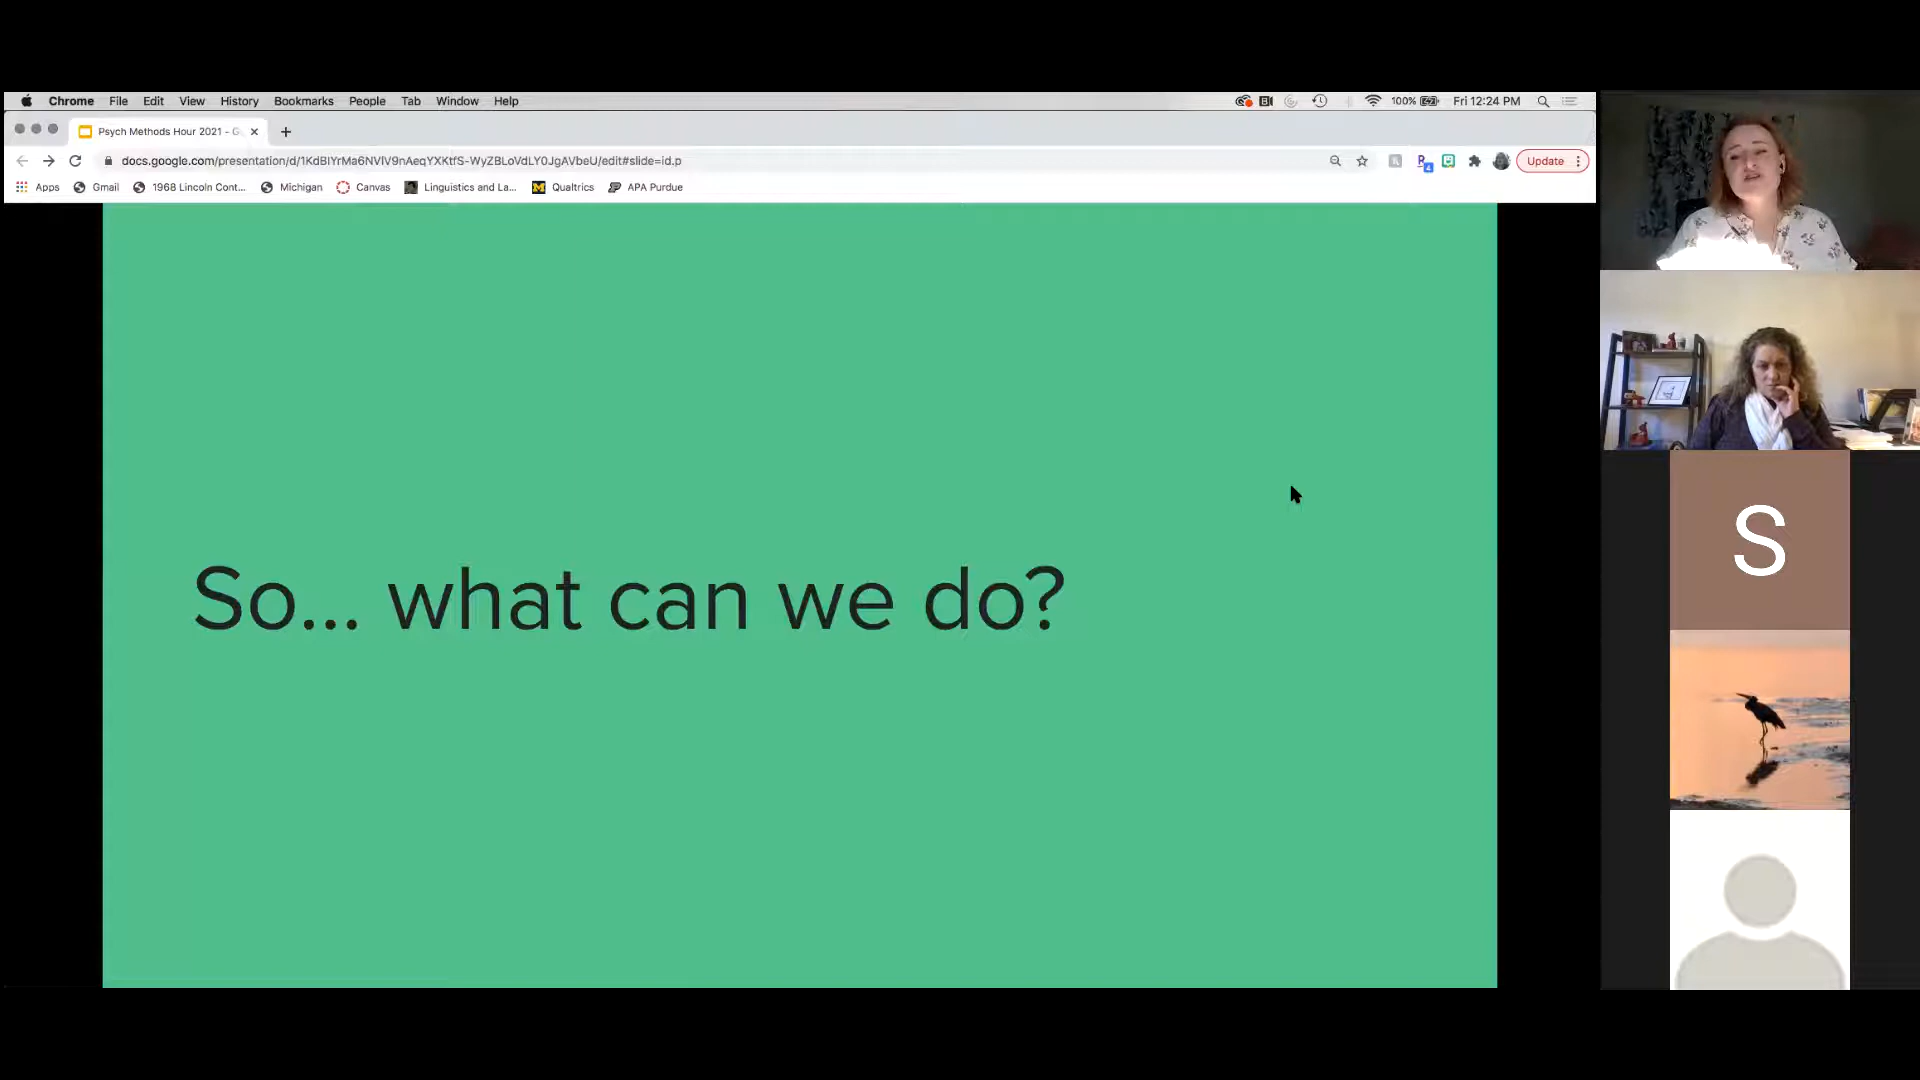 Chrome File Edit View History Bookmarks People Tab Window Help 100% Fri 12:24 PM
Psych Methods Hour 2021 - G
docs.google.com/presentation/d/1KdBIYrMa6NVIV9nAeqYXKtfS-WyZBLoVdLY0JgAVbeU/edit#slide=id.p Update
Apps Gmail 1968 Lincoln Cont... Michigan Canvas Linguistics and La... Qualtrics APA Purdue
So... what can we do?
S